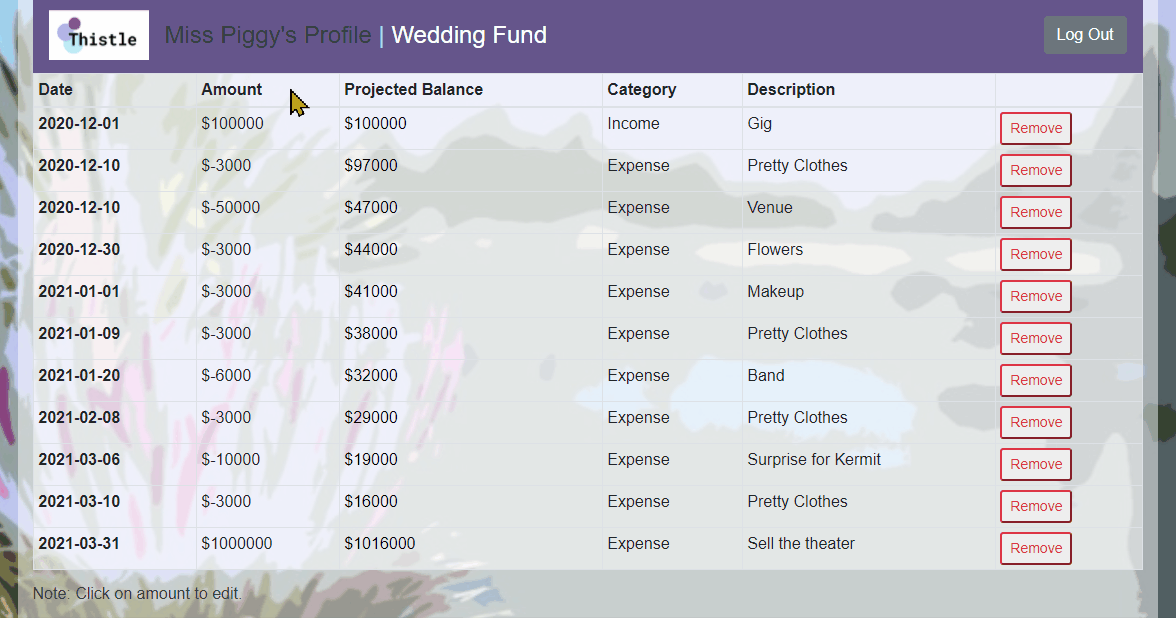 Thistle Miss Piggy's Profile | Wedding Fund Log Out
Date Amount Projected Balance Category Description
2020-12-01 $100000 $100000 Income Gig Remove
2020-12-10 $-3000 $97000 Expense Pretty Clothes Remove
2020-12-10 $-50000 $47000 Expense Venue Remove
2020-12-30 $-3000 $44000 Expense Flowers Remove
2021-01-01 $-3000 $41000 Expense Makeup Remove
2021-01-09 $-3000 $38000 Expense Pretty Clothes Remove
2021-01-20 $-6000 $32000 Expense Band Remove
2021-02-08 $-3000 $29000 Expense Pretty Clothes Remove
2021-03-06 $-10000 $19000 Expense Surprise for Kermit Remove
2021-03-10 $-3000 $16000 Expense Pretty Clothes Remove
2021-03-31 $1000000 $1016000 Expense Sell the theater Remove
Note: Click on amount to edit.